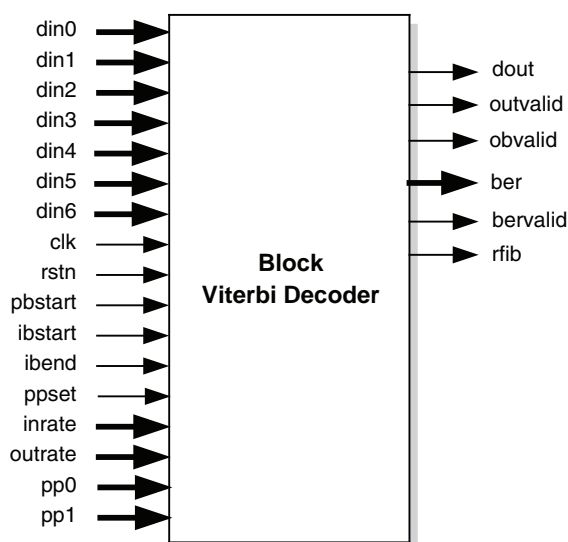 din0
din1
din2
din3
din4
din5
din6
clk
rstn
pbstart
ibstart
ibend
ppset
inrate
outrate
pp0
pp1
Block
Viterbi Decoder
dout
outvalid
obvalid
ber
bervalid
rfib